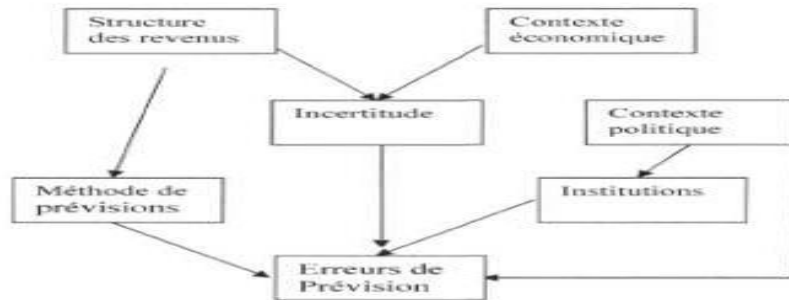 Structure
des revenus
Contexte
économique
Incertitude
Contexte
politique
Méthode de
prévisions
Institutions
Erreurs de
Prévision